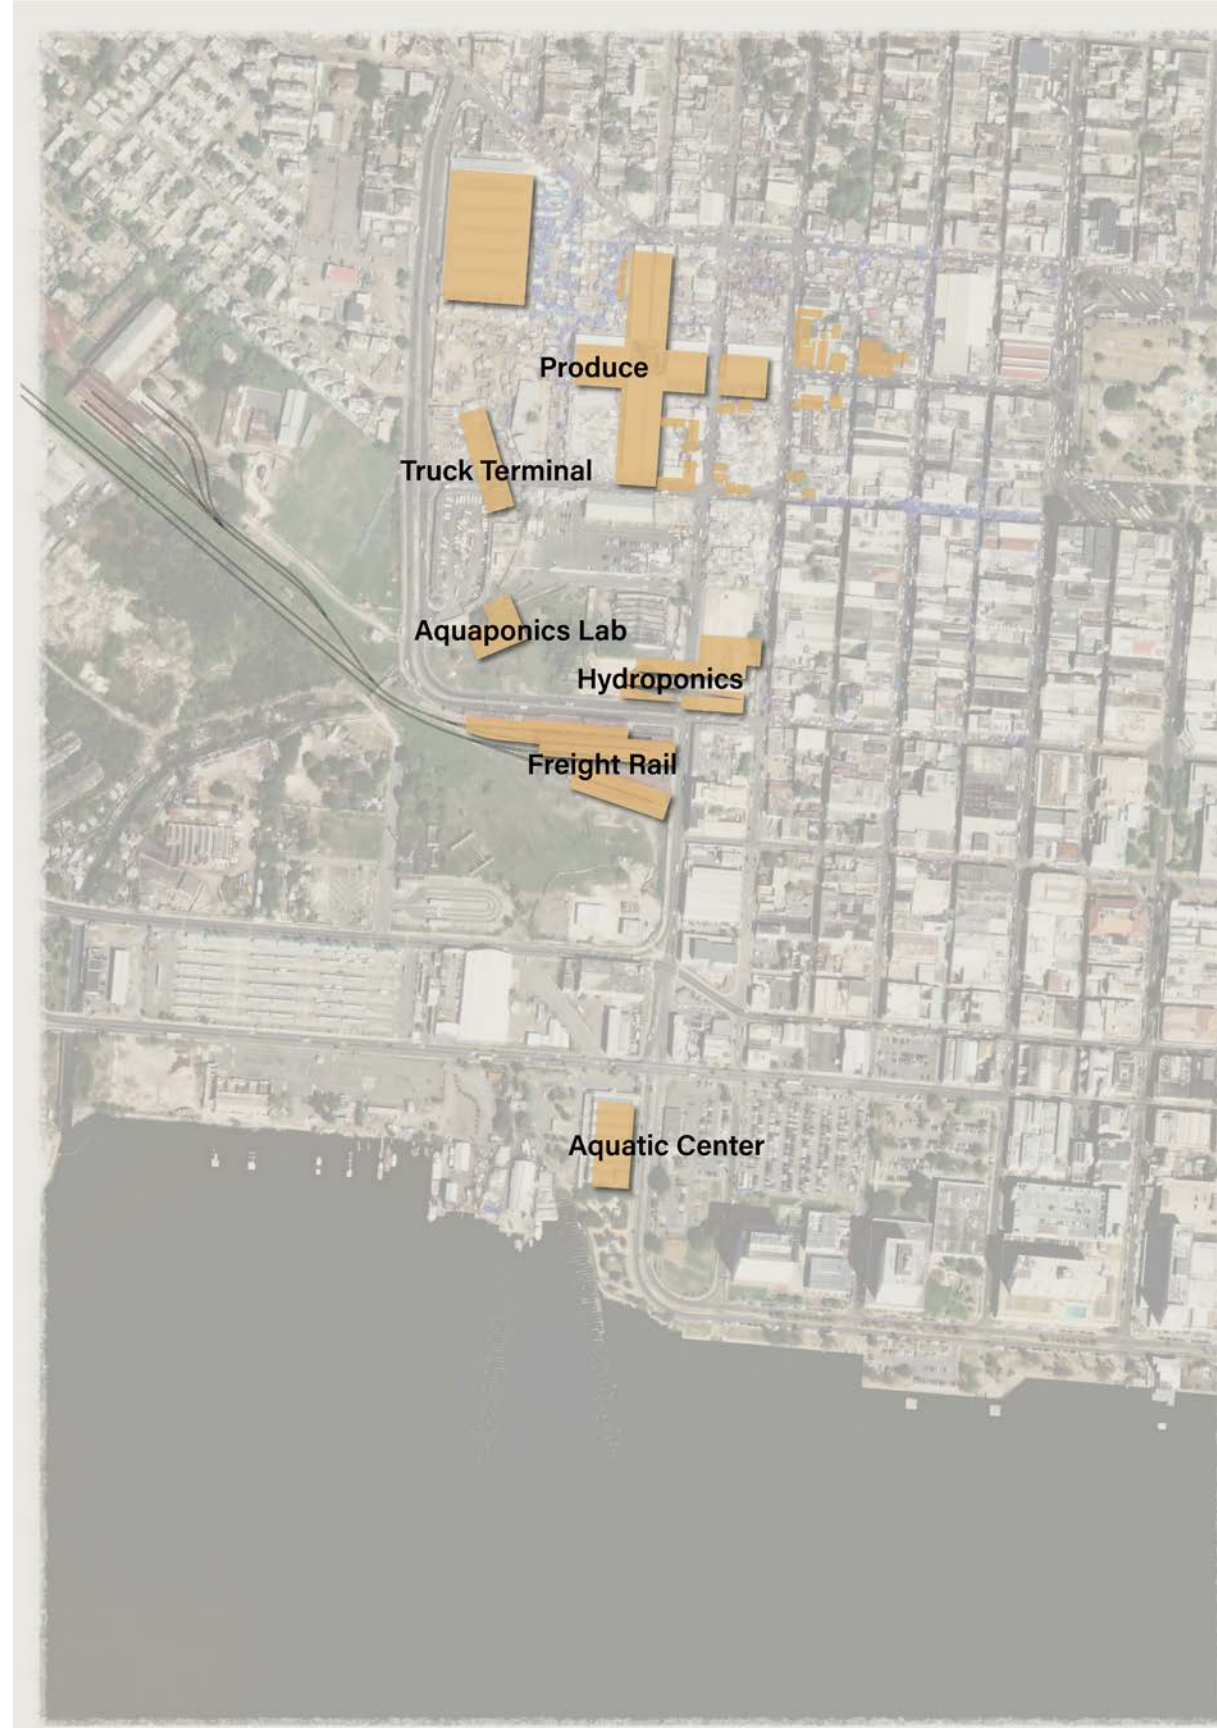 Produce
Truck Terminal
Aquaponics Lab
Hydroponics
Freight Rail
Aquatic Center